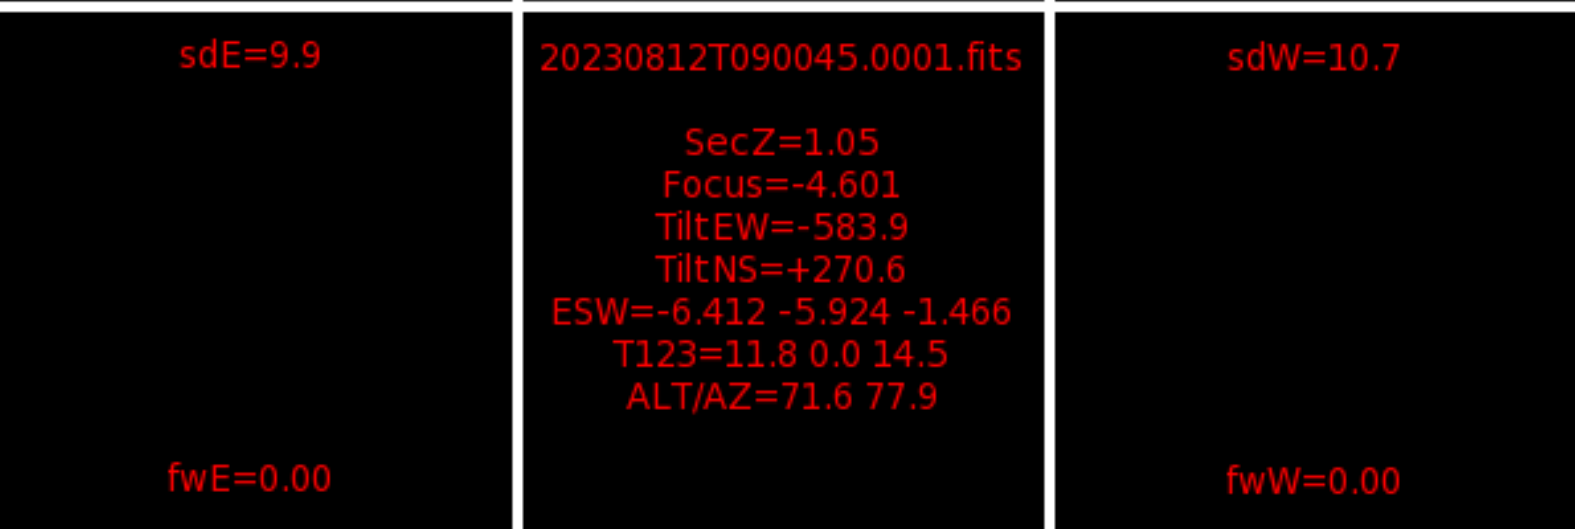 sdE=9.9
20230812T090045.0001.fits
sdW=10.7
SecZ=1.05
Focus=-4.601
TiltEW=-583.9
TiltNS=+270.6
ESW=-6.412 -5.924 -1.466
T123=11.8 0.0 14.5
ALT/AZ=71.6 77.9
fwE=0.00
fwW=0.00